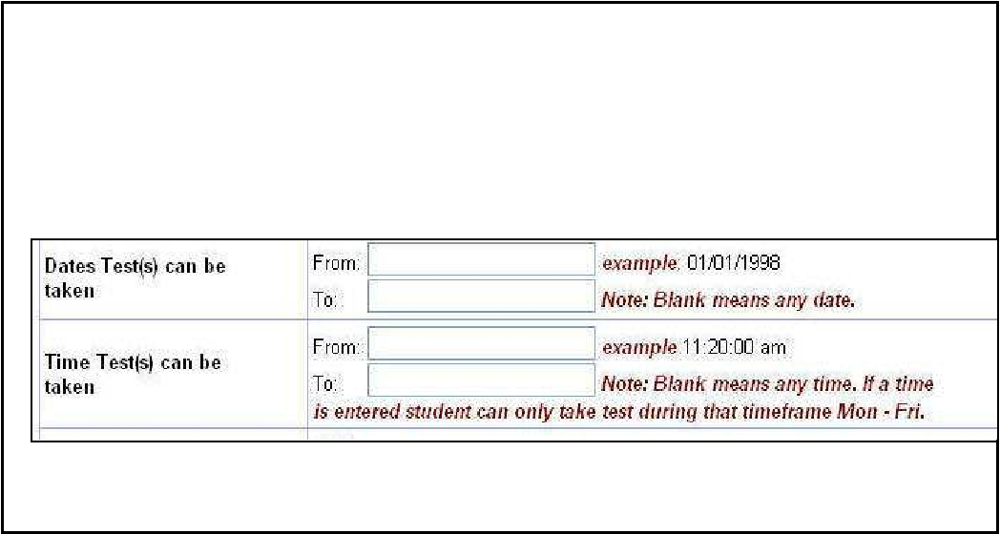 Dates Test(s) can be
taken
From:
example: 01/01/1998
To:
Note: Blank means any date.
Time Test(s) can be
taken
From:
example 11:20:00 am
To:
Note: Blank means any time. If a time
is entered student can only take test during that timeframe Mon - Fri.